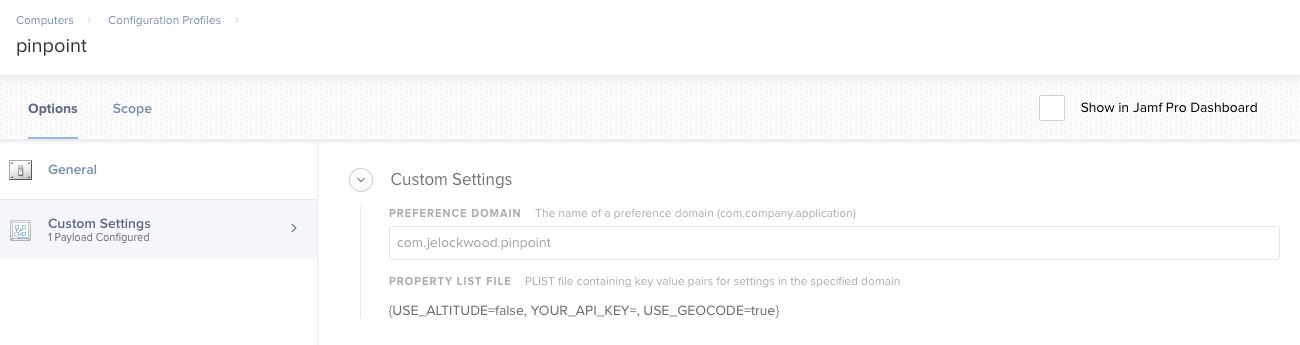 Computers > Configuration Profiles >
pinpoint
Options Scope Show in Jamf Pro Dashboard
General
Custom Settings
1 Payload Configured
Custom Settings
PREFERENCE DOMAIN The name of a preference domain (com.company.application)
com.jelockwood.pinpoint
PROPERTY LIST FILE PLIST file containing key value pairs for settings in the specified domain
{USE_ALTITUDE=false, YOUR_API_KEY=, USE_GEOCODE=true}